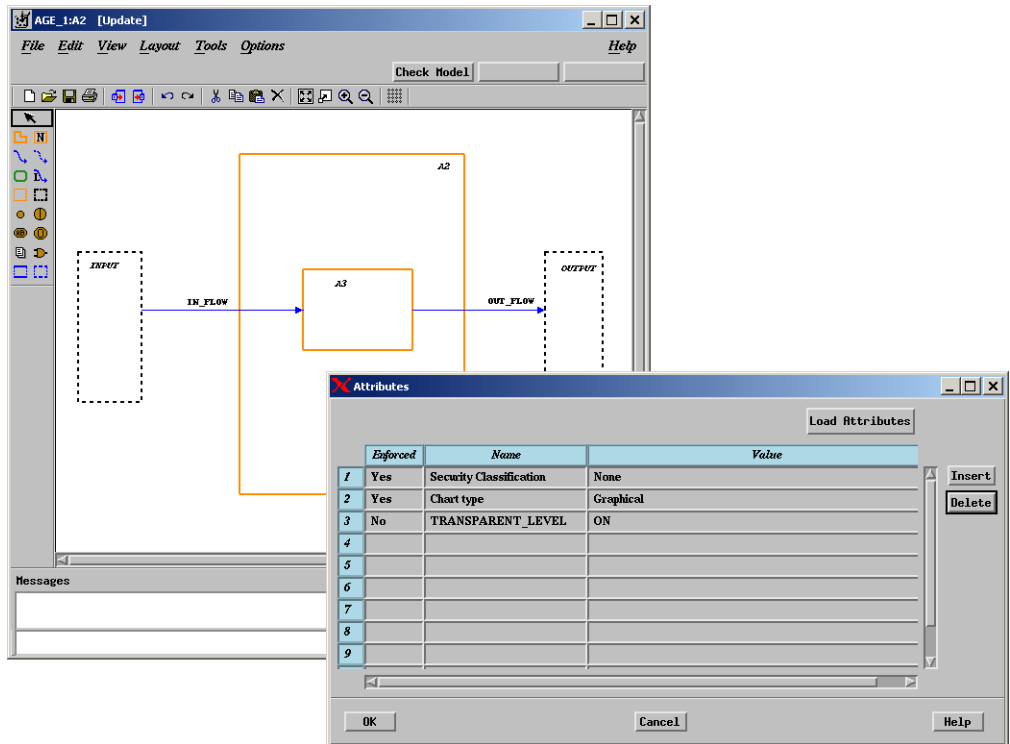 AGE_1:A2 [Update]
File Edit View Layout Tools Options Help
Check Model
N
A2
INPUT
A3
OUTPUT
IN_FLOW
OUT_FLOW
Messages
Attributes
Load Attributes
Enforced Name Value
1 Yes Security Classification None
2 Yes Chart type Graphical
3 No TRANSPARENT_LEVEL ON
4
5
6
7
8
9
Insert
Delete
OK Cancel Help